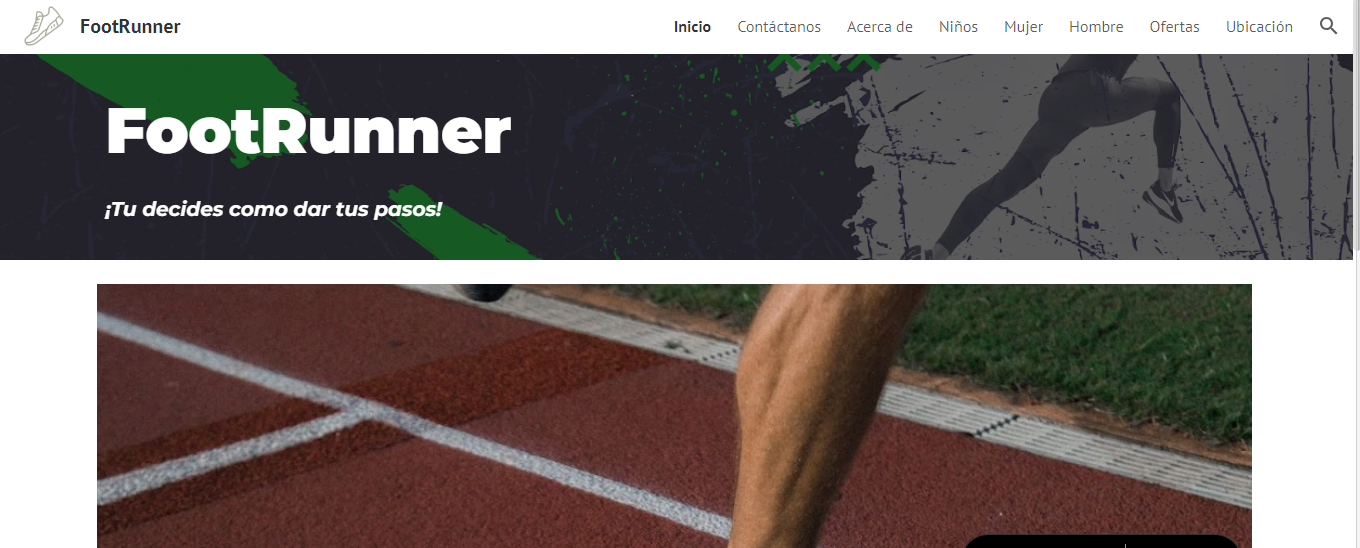 FootRunner
Inicio Contáctanos Acerca de Niños Mujer Hombre Ofertas Ubicación
FootRunner
¡Tu decides como dar tus pasos!